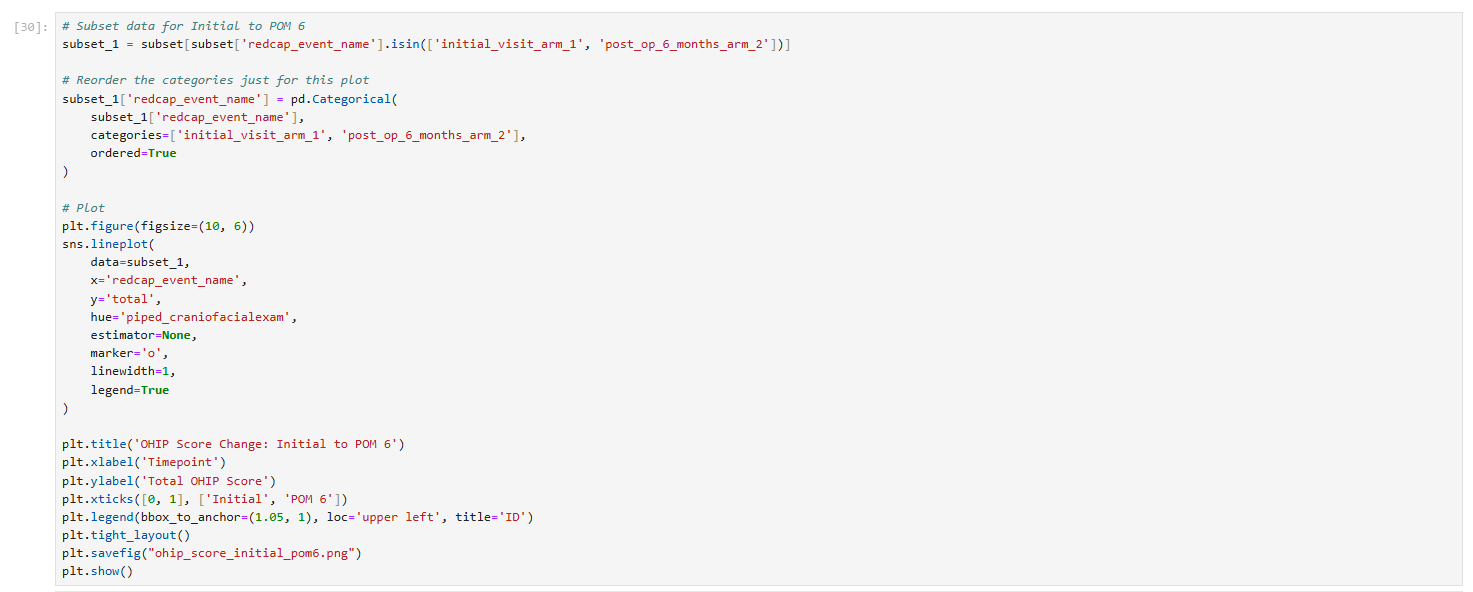 [30]:
# Subset data for Initial to POM 6
subset_1 = subset[subset['redcap_event_name'].isin(['initial_visit_arm_1', 'post_op_6_months_arm_2'])]

# Reorder the categories just for this plot
subset_1['redcap_event_name'] = pd.Categorical(
    subset_1['redcap_event_name'],
    categories=['initial_visit_arm_1', 'post_op_6_months_arm_2'],
    ordered=True
)

# Plot
plt.figure(figsize=(10, 6))
sns.lineplot(
    data=subset_1,
    x='redcap_event_name',
    y='total',
    hue='piped_craniofacialexam',
    estimator=None,
    marker='o',
    linewidth=1,
    legend=True
)

plt.title('OHIP Score Change: Initial to POM 6')
plt.xlabel('Timepoint')
plt.ylabel('Total OHIP Score')
plt.xticks([0, 1], ['Initial', 'POM 6'])
plt.legend(bbox_to_anchor=(1.05, 1), loc='upper left', title='ID')
plt.tight_layout()
plt.savefig("ohip_score_initial_pom6.png")
plt.show()